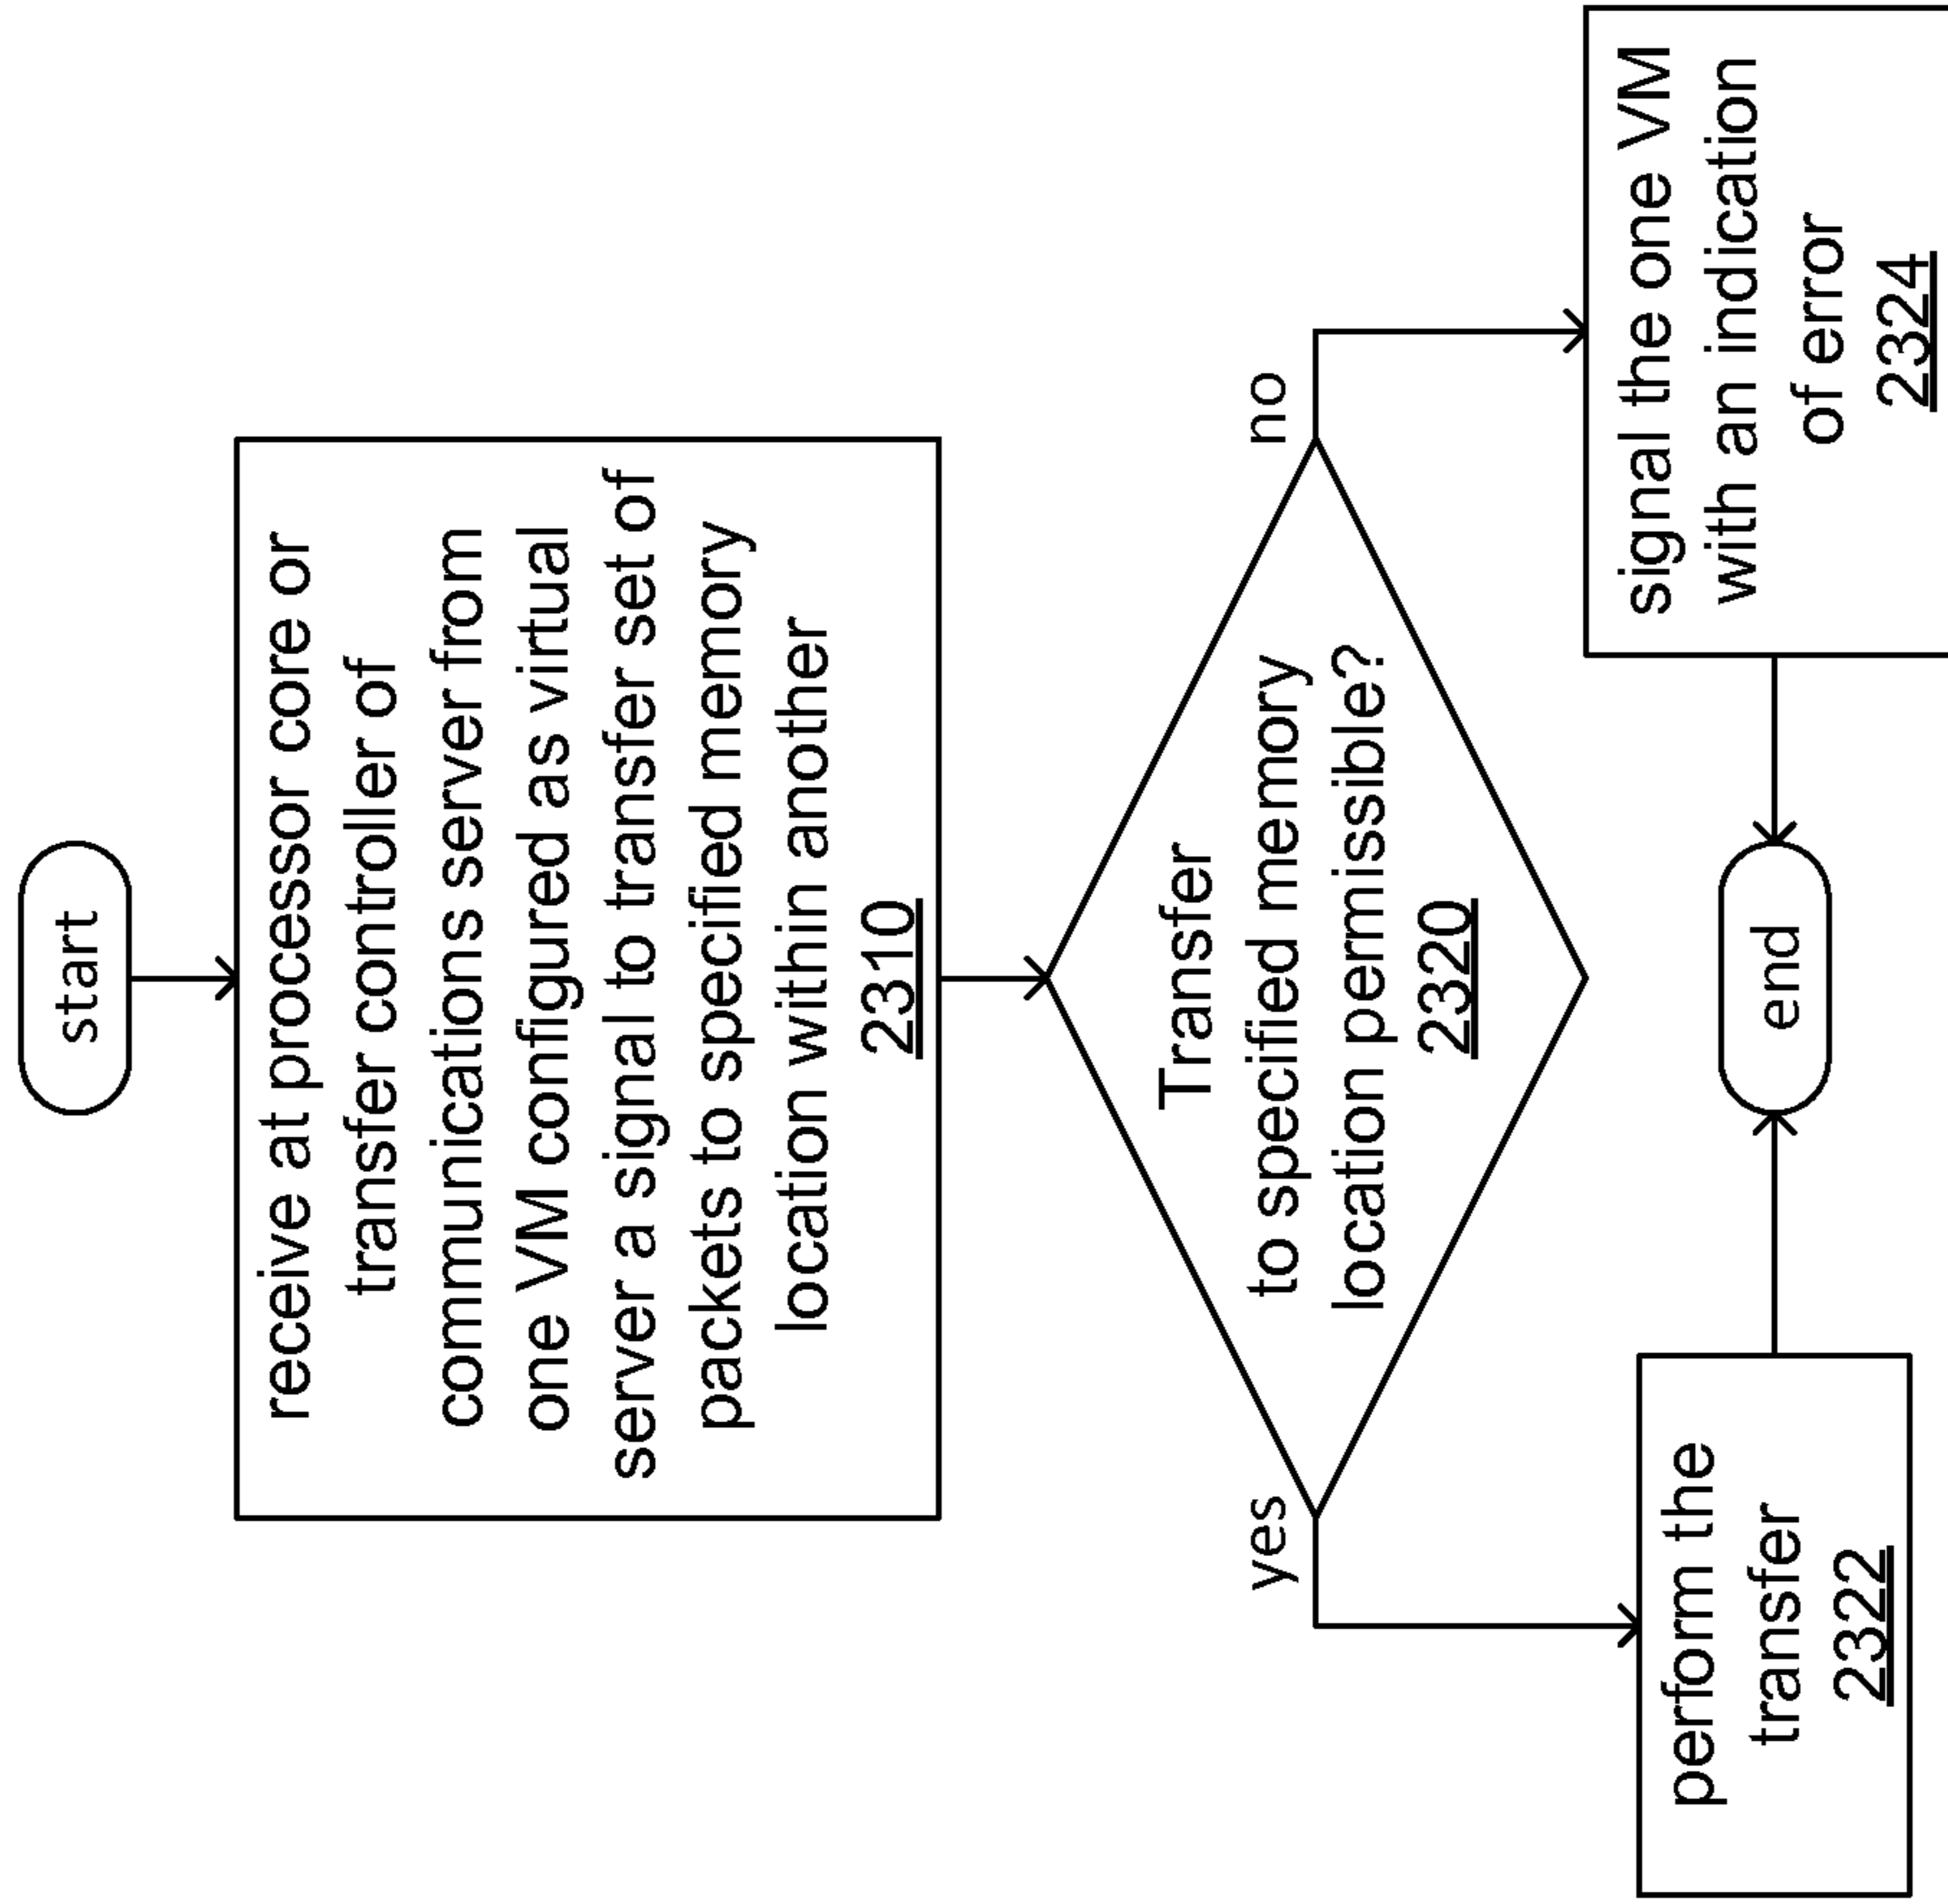 start
receive at processor core or
transfer controller of
communications server from
one VM configured as virtual
server a signal to transfer set of
packets to specified memory
location within another
2310
Transfer
to specified memory
location permissible?
2320
yes
no
perform the
transfer
2322
signal the one VM
with an indication
of error
2324
end